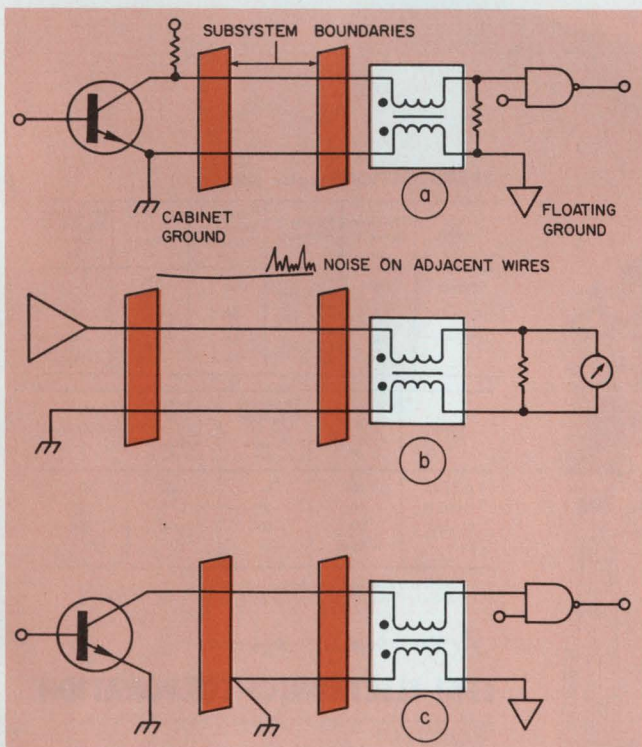 SUBSYSTEM BOUNDARIES
a
CABINET
GROUND
FLOATING
GROUND
NOISE ON ADJACENT WIRES
b
c